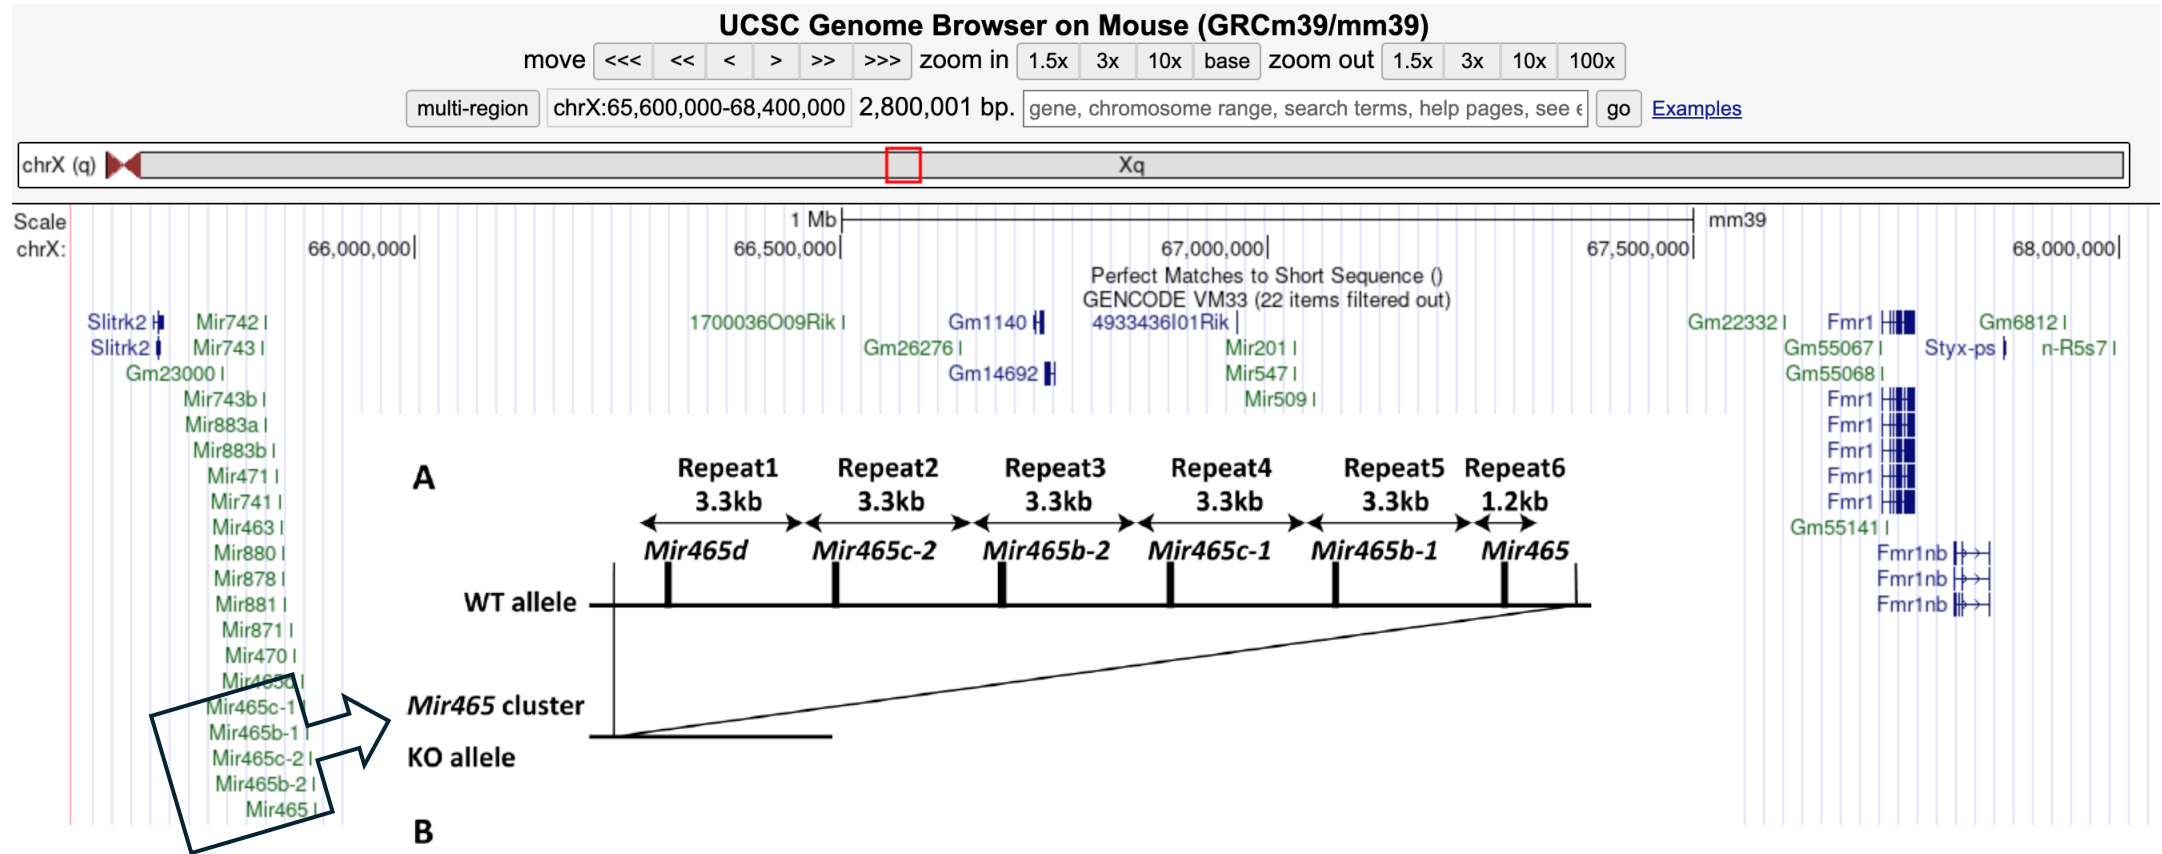 UCSC Genome Browser on Mouse (GRCm39/mm39)
move <<< << < > >> >>> zoom in 1.5x 3x 10x base zoom out 1.5x 3x 10x 100x
multi-region chrX:65,600,000-68,400,000 2,800,001 bp. gene, chromosome range, search terms, help pages, see e go Examples
chrX (q) Xq
Scale 1 Mb mm39
chrX: 66,000,000 66,500,000 67,000,000 67,500,000 68,000,000
Perfect Matches to Short Sequence ()
GENCODE VM33 (22 items filtered out)
Slitrk2 Mir742 1700036O09Rik Gm1140 4933436I01Rik Gm22332 Fmr1 Gm6812
Slitrk2 Mir743 Gm26276 Mir201 Gm55067 Styx-ps n-R5s7
Gm23000 Gm14692 Mir547 Gm55068
Mir743b Mir509 Fmr1
Mir883a Fmr1
Mir883b Fmr1
Mir471 Fmr1
Mir741 Fmr1
Mir463 Gm55141
Mir880 Fmr1nb
Mir878 Fmr1nb
Mir881 Fmr1nb
Mir871
Mir470
Mir465d
Mir465c-1
Mir465b-1
Mir465c-2
Mir465b-2
Mir465
A
Repeat1 Repeat2 Repeat3 Repeat4 Repeat5 Repeat6
3.3kb 3.3kb 3.3kb 3.3kb 3.3kb 1.2kb
Mir465d Mir465c-2 Mir465b-2 Mir465c-1 Mir465b-1 Mir465
WT allele
Mir465 cluster
KO allele
B